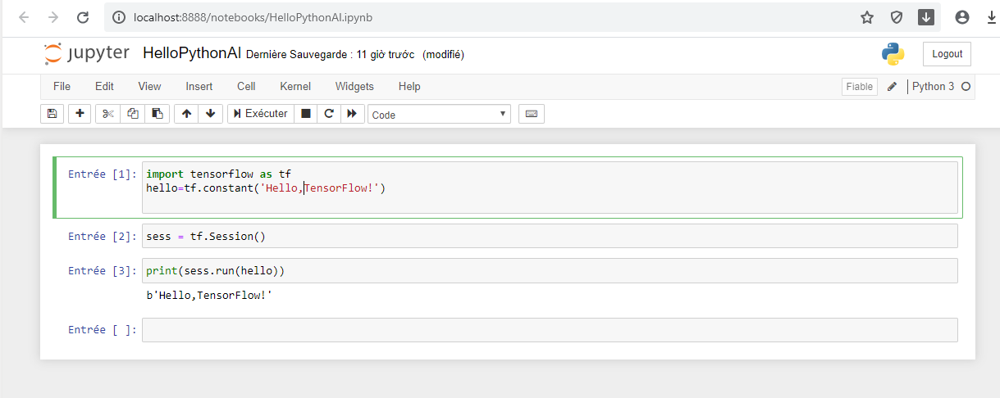 localhost:8888/notebooks/HelloPythonAI.ipynb
jupyter HelloPythonAI Dernière Sauvegarde : 11 giờ trước (modifié) Logout
File Edit View Insert Cell Kernel Widgets Help Fiable Python 3
Exécuter Code
Entrée [1]: import tensorflow as tf
hello=tf.constant('Hello,TensorFlow!')
Entrée [2]: sess = tf.Session()
Entrée [3]: print(sess.run(hello))
b'Hello,TensorFlow!'
Entrée [ ]: